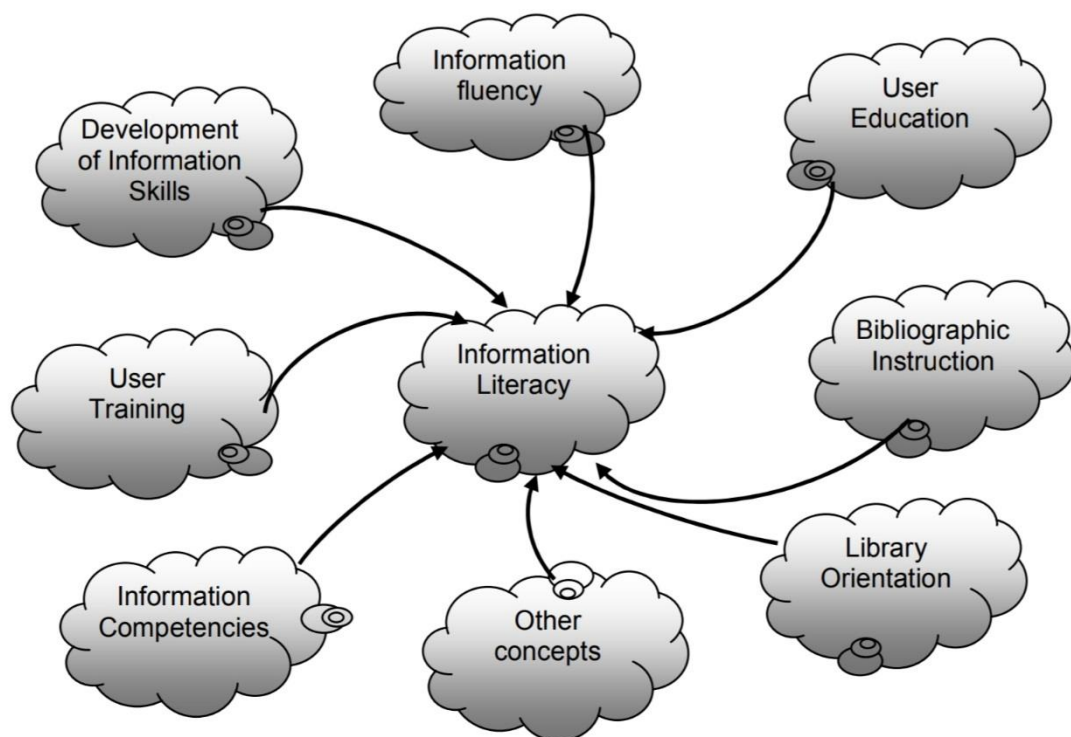 Information
fluency
User
Education
Development
of Information
Skills
Bibliographic
Instruction
Information
Literacy
User
Training
Library
Orientation
Information
Competencies
Other
concepts